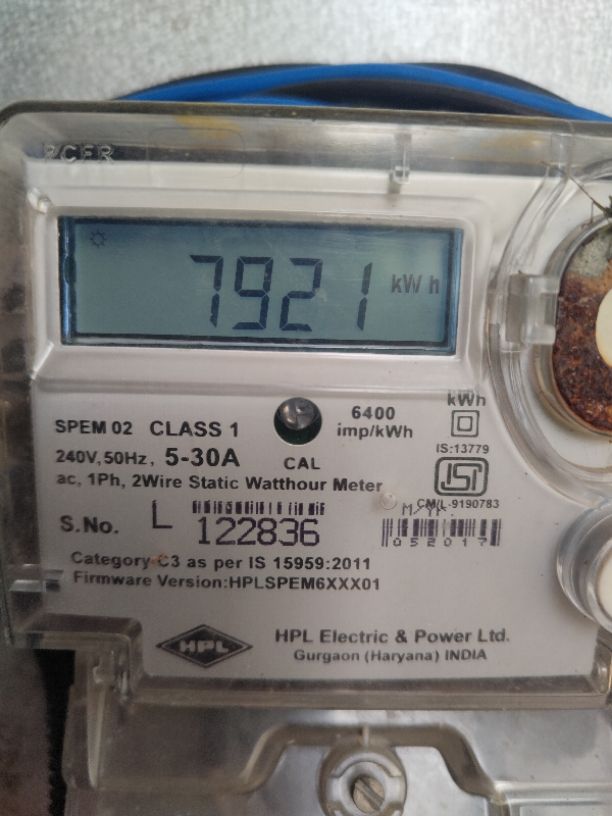 7921 kWh
kWh
SPEM 02 CLASS 1
6400
imp/kWh
IS:13779
240V, 50Hz, 5-30A
CAL
ac, 1Ph, 2Wire Static Watthour Meter
ISI
CM/L-9190783
S.No. L 122836
M/Yr.
052017
Category C3 as per IS 15959:2011
Firmware Version:HPLSPEM6XXX01
HPL
HPL Electric & Power Ltd.
Gurgaon (Haryana) INDIA